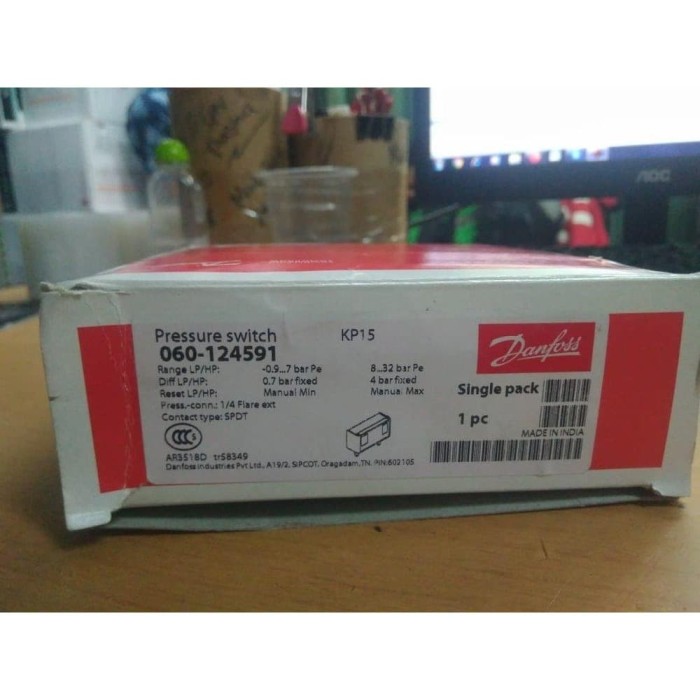 AOC
Pressure switch KP15
060-124591
Range LP/HP: -0.9...7 bar Pe 8...32 bar Pe
Diff LP/HP: 0.7 bar fixed 4 bar fixed
Reset LP/HP: Manual Min Manual Max
Press.-conn.: 1/4 Flare ext
Contact type: SPDT
Danfoss
Single pack
1 pc
MADE IN INDIA
CCC S
AR3518D tr58349
Danfoss Industries Pvt Ltd., A19/2, SIPCOT, Oragadam, TN. PIN:602105